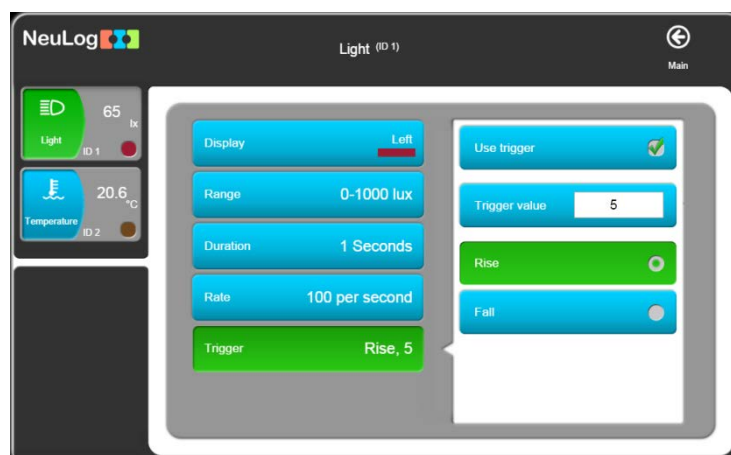 NeuLog
Light (ID 1)
Main
65
lx
Light
ID 1
20.6
°C
Temperature
ID 2
Display Left
Range 0-1000 lux
Duration 1 Seconds
Rate 100 per second
Trigger Rise, 5
Use trigger
Trigger value 5
Rise
Fall